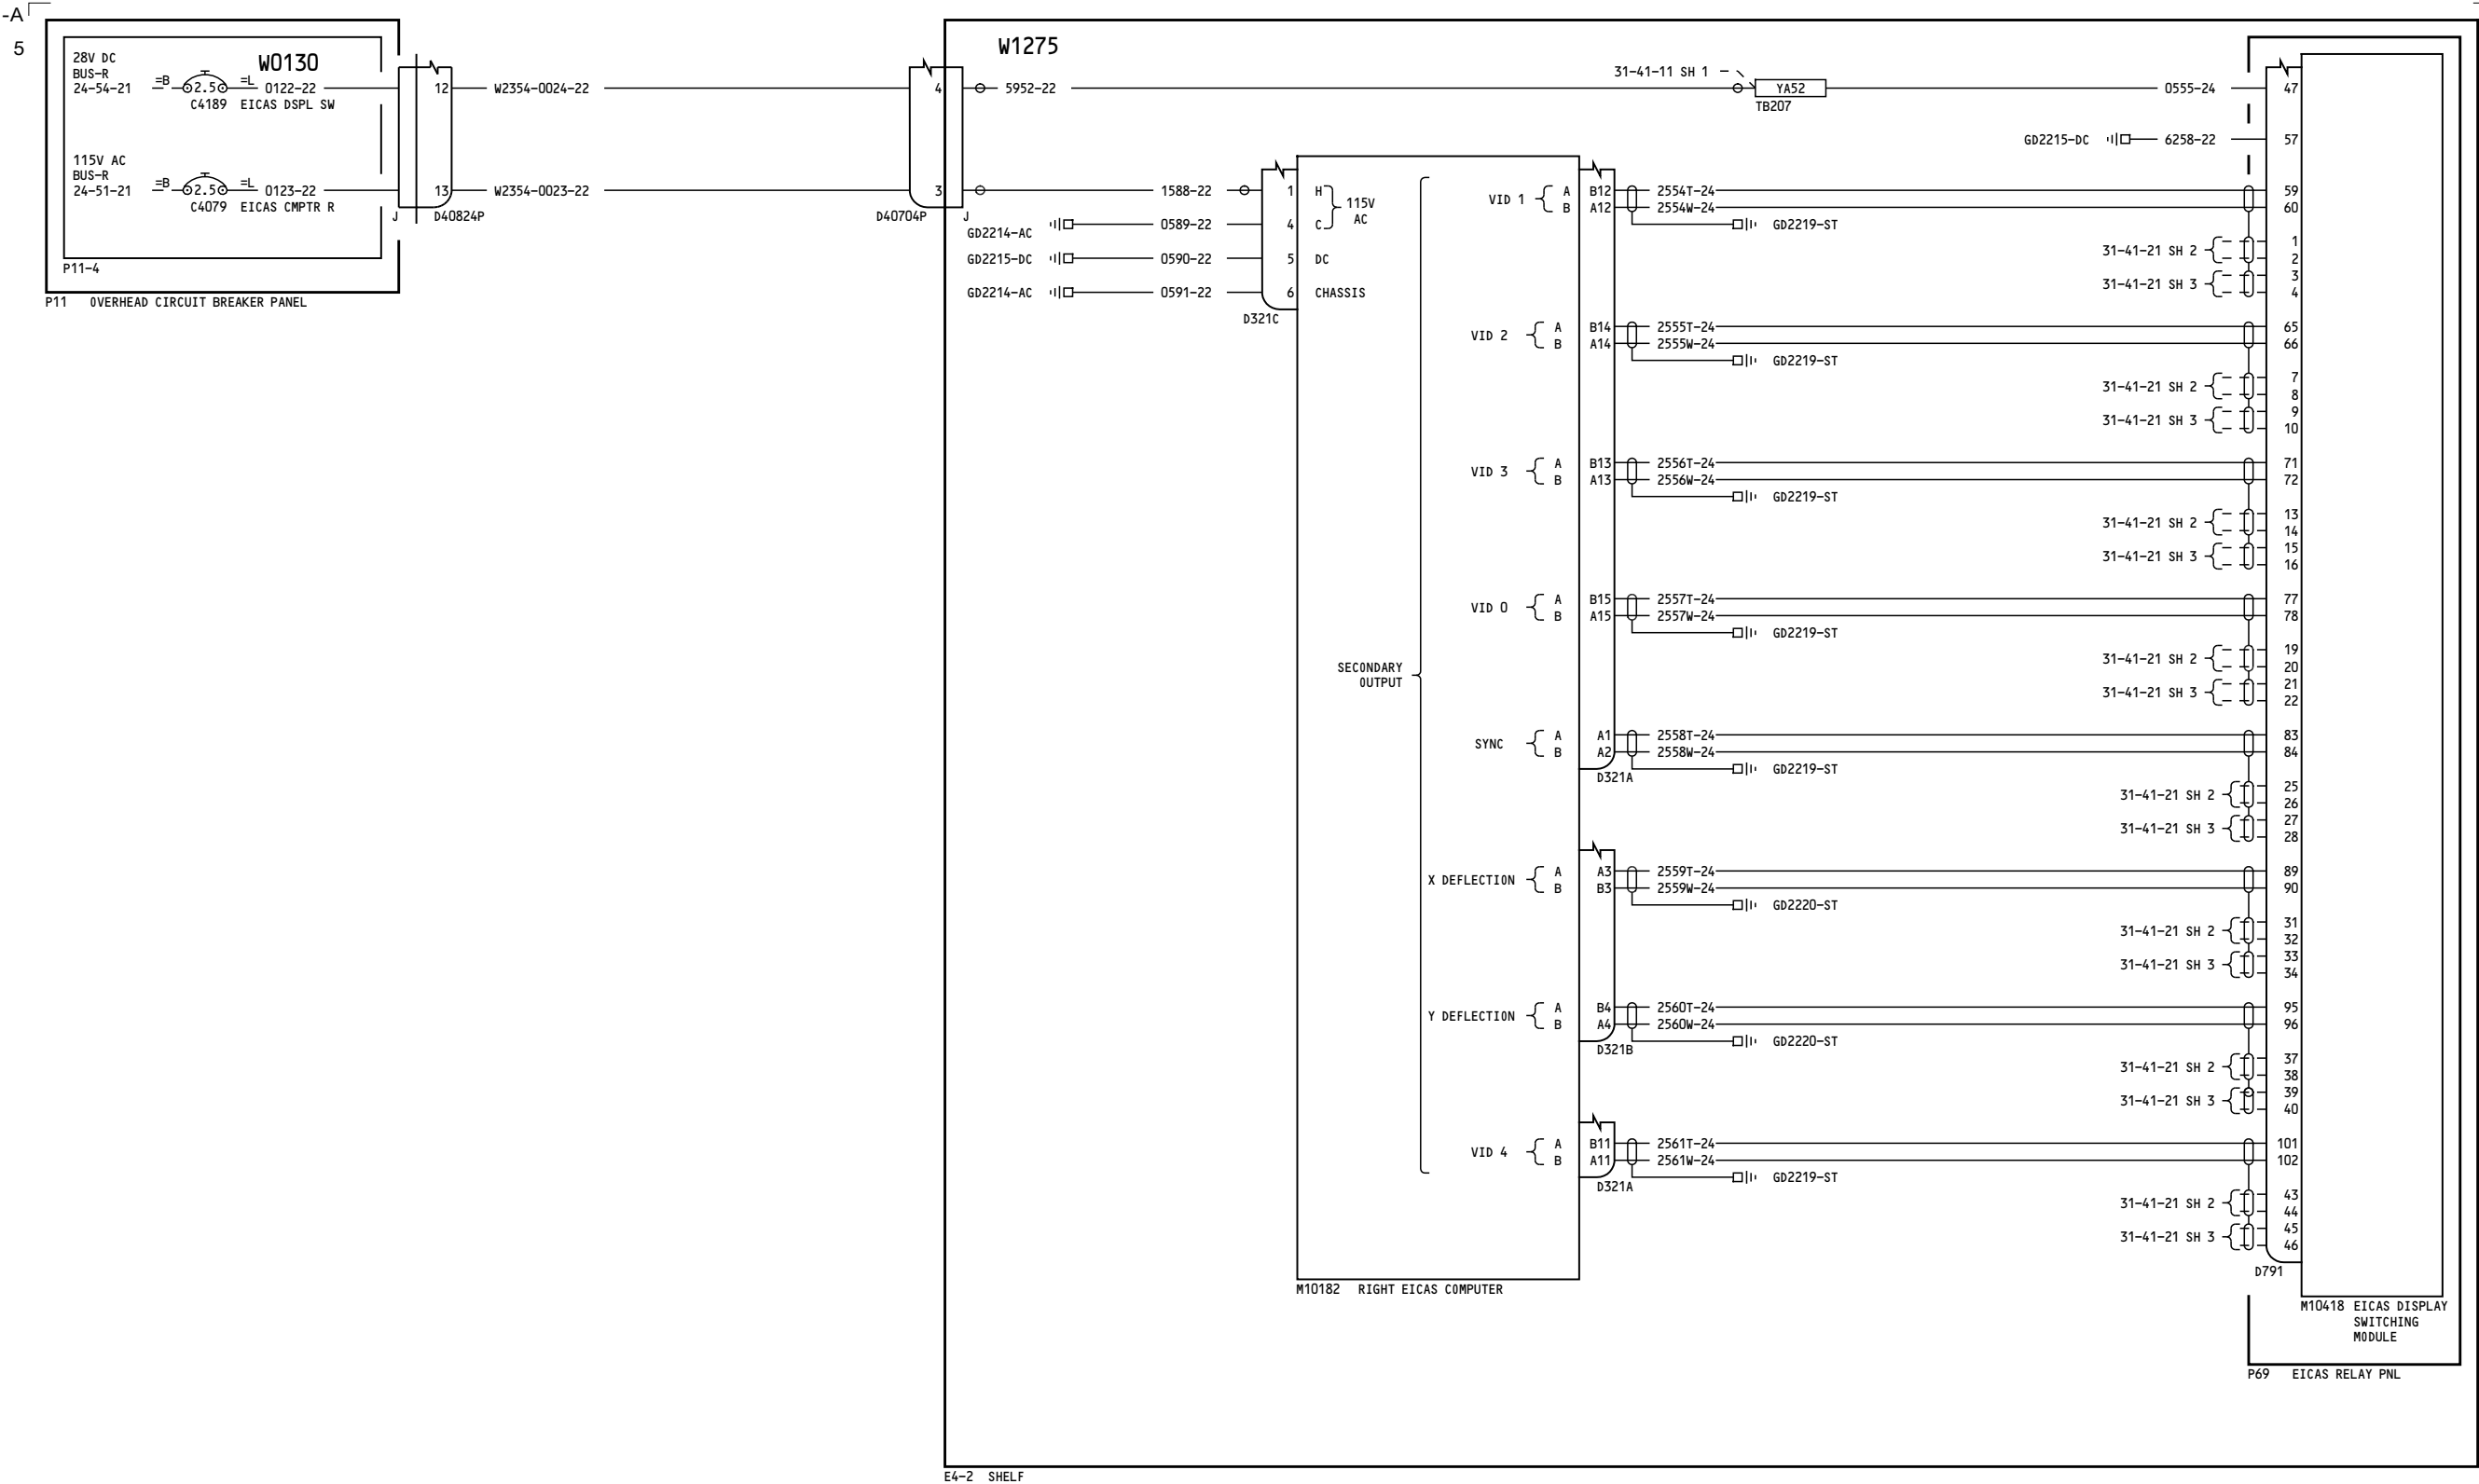 -A
5
28V DC
BUS-R
24-54-21
=B
2.5
=L
W0130
0122-22
C4189 EICAS DSPL SW
115V AC
BUS-R
24-51-21
=B
2.5
=L
0123-22
C4079 EICAS CMPTR R
P11-4
P11 OVERHEAD CIRCUIT BREAKER PANEL
12
13
J
D40824P
W2354-0024-22
W2354-0023-22
4
3
D40704P
J
W1275
5952-22
31-41-11 SH 1
YA52
TB207
0555-24
47
GD2215-DC
6258-22
57
1588-22
GD2214-AC
0589-22
GD2215-DC
0590-22
GD2214-AC
0591-22
1
4
5
6
D321C
H
C
115V
AC
DC
CHASSIS
SECONDARY
OUTPUT
VID 1 A B12 2554T-24 59
B A12 2554W-24 60
GD2219-ST
31-41-21 SH 2
1
2
31-41-21 SH 3
3
4
VID 2 A B14 2555T-24 65
B A14 2555W-24 66
GD2219-ST
31-41-21 SH 2
7
8
31-41-21 SH 3
9
10
VID 3 A B13 2556T-24 71
B A13 2556W-24 72
GD2219-ST
31-41-21 SH 2
13
14
31-41-21 SH 3
15
16
VID 0 A B15 2557T-24 77
B A15 2557W-24 78
GD2219-ST
31-41-21 SH 2
19
20
31-41-21 SH 3
21
22
SYNC A A1 2558T-24 83
B A2 2558W-24 84
GD2219-ST
D321A
31-41-21 SH 2
25
26
31-41-21 SH 3
27
28
X DEFLECTION A A3 2559T-24 89
B B3 2559W-24 90
GD2220-ST
31-41-21 SH 2
31
32
31-41-21 SH 3
33
34
Y DEFLECTION A B4 2560T-24 95
B A4 2560W-24 96
GD2220-ST
D321B
31-41-21 SH 2
37
38
31-41-21 SH 3
39
40
VID 4 A B11 2561T-24 101
B A11 2561W-24 102
GD2219-ST
D321A
31-41-21 SH 2
43
44
31-41-21 SH 3
45
46
D791
M10182 RIGHT EICAS COMPUTER
M10418 EICAS DISPLAY
SWITCHING
MODULE
P69 EICAS RELAY PNL
E4-2 SHELF